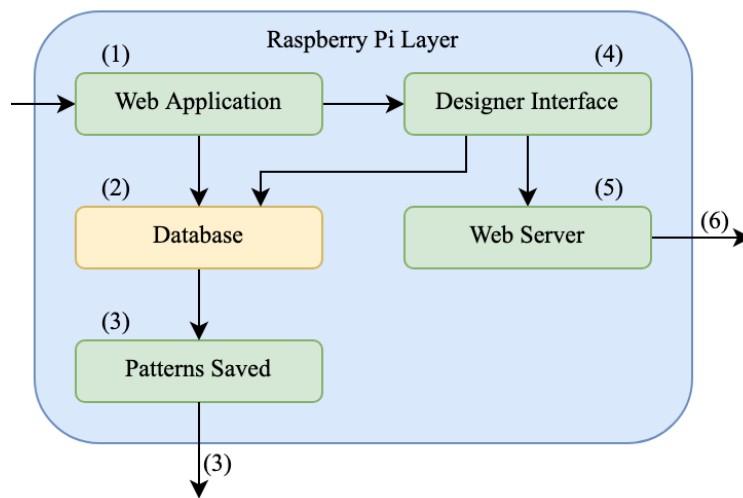 Raspberry Pi Layer
(1)
(4)
Web Application
Designer Interface
(2)
(5)
Database
Web Server
(6)
(3)
Patterns Saved
(3)